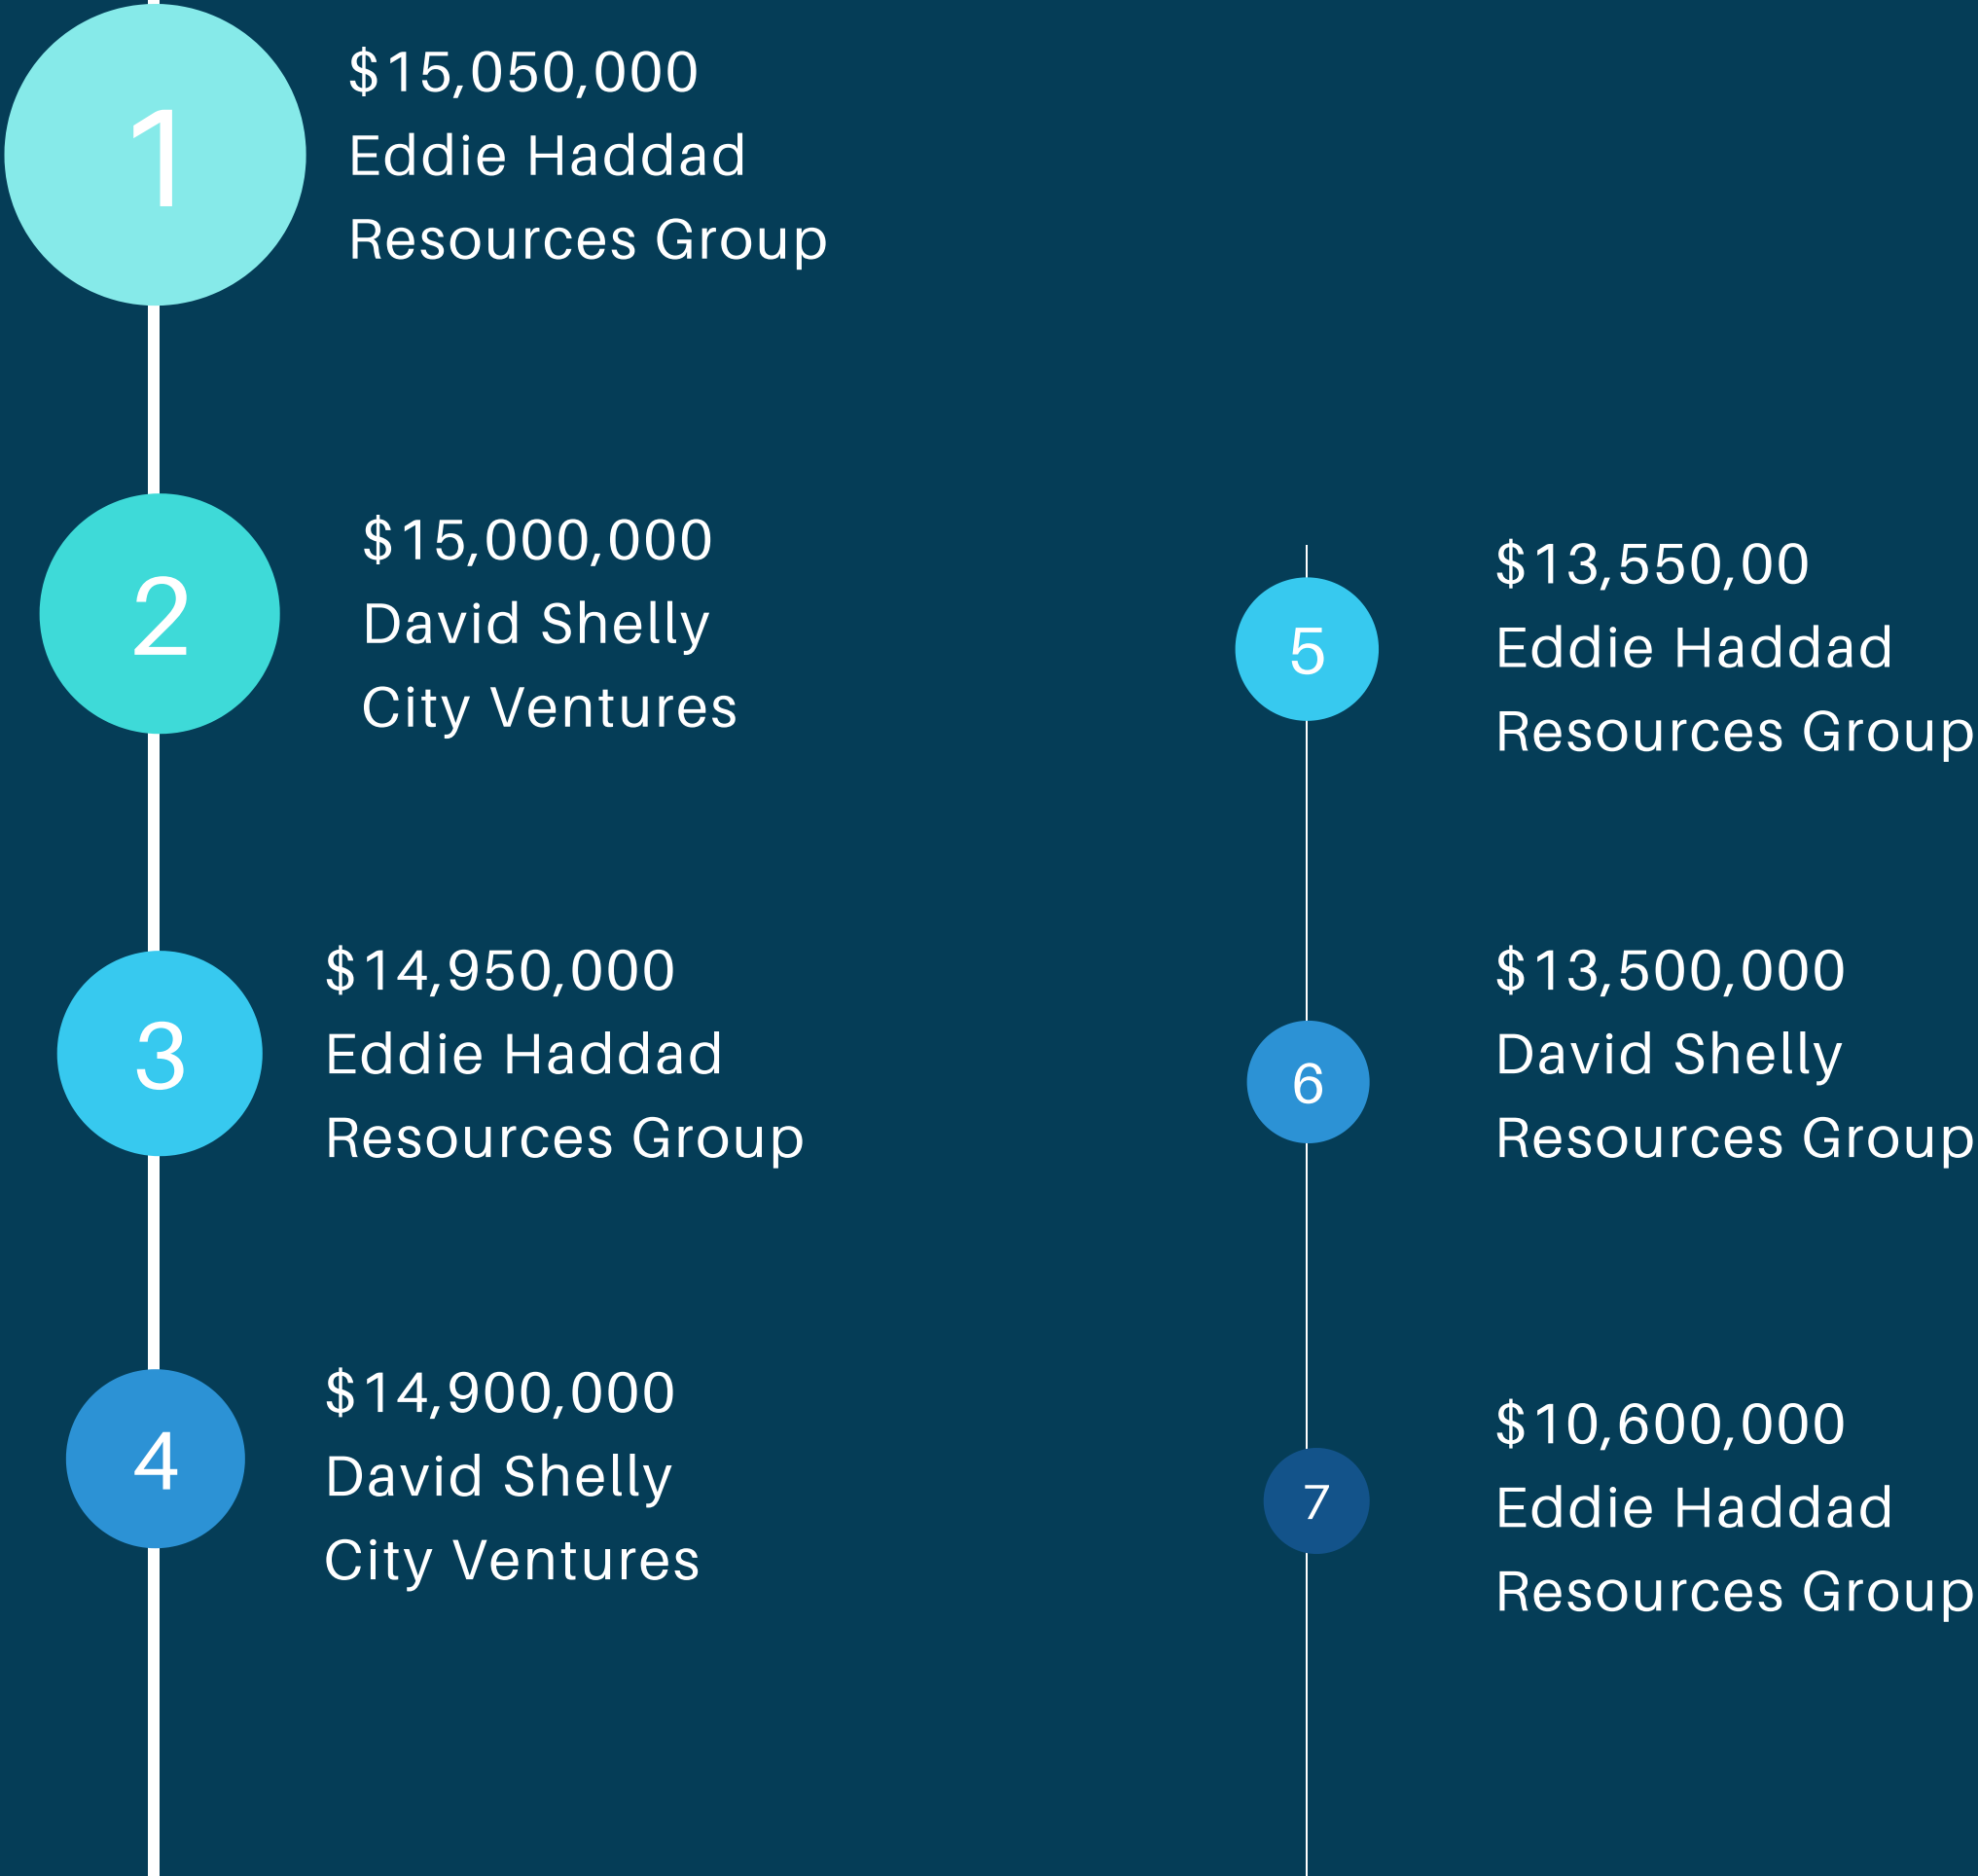 1
$15,050,000
Eddie Haddad
Resources Group
2
$15,000,000
David Shelly
City Ventures
3
$14,950,000
Eddie Haddad
Resources Group
4
$14,900,000
David Shelly
City Ventures
5
$13,550,00
Eddie Haddad
Resources Group
6
$13,500,000
David Shelly
Resources Group
7
$10,600,000
Eddie Haddad
Resources Group